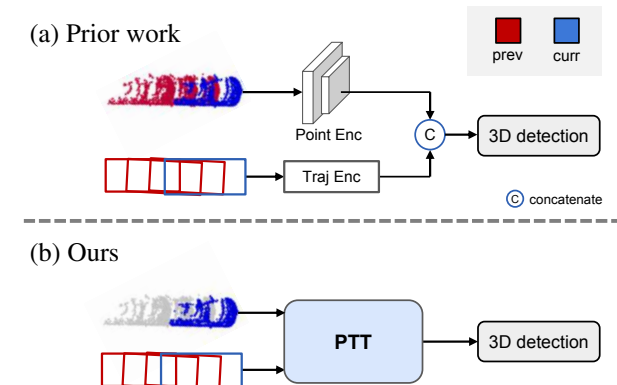 (a) Prior work
prev curr
Point Enc
C
3D detection
Traj Enc
C concatenate
(b) Ours
PTT
3D detection